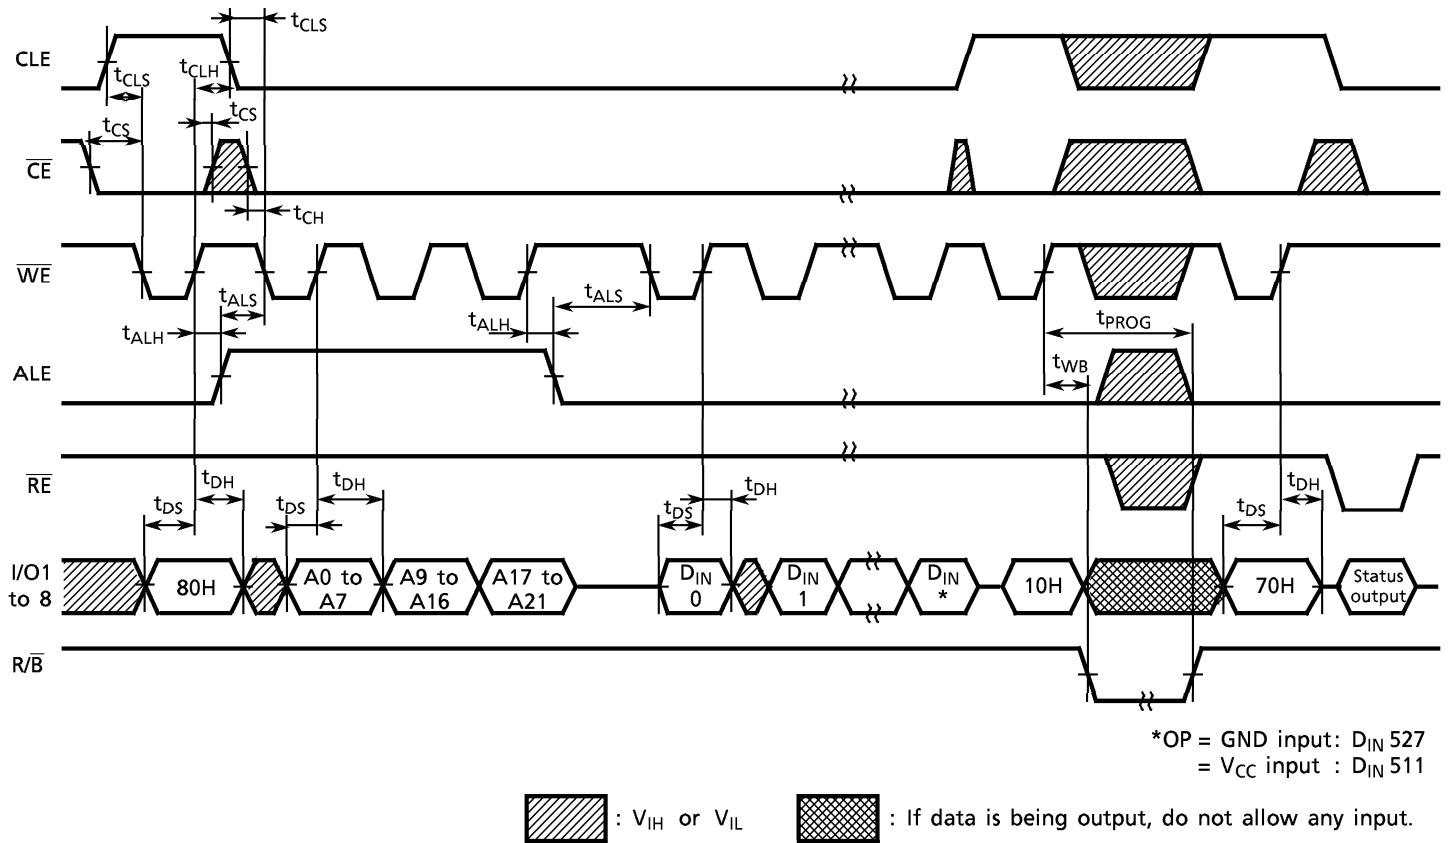 tCLS
CLE
tCLS
tCLH
tCS
tCS
CE
tCH
WE
tALS
tALS
tALH
tALH
tPROG
tWB
ALE
RE
tDH
tDH
tDH
tDH
tDS
tDS
tDS
tDS
I/O1 to 8
80H
A0 to A7
A9 to A16
A17 to A21
DIN 0
DIN 1
DIN *
10H
70H
Status output
R/B
*OP = GND input: DIN 527
= VCC input : DIN 511
: VIH or VIL
: If data is being output, do not allow any input.